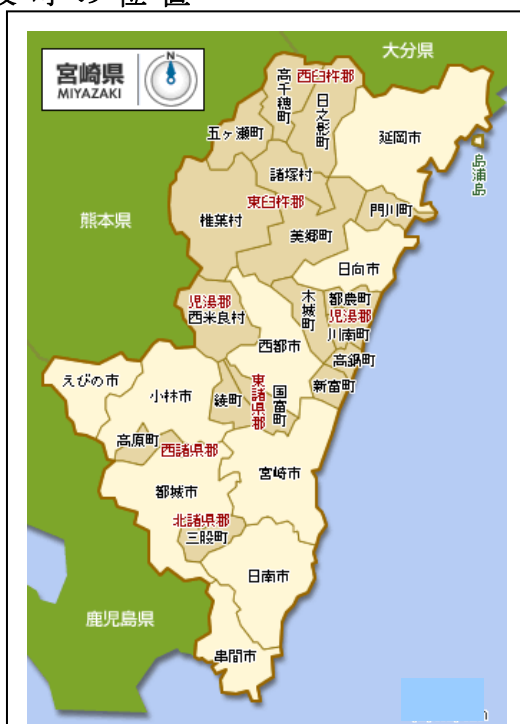 の位置
宮崎県
MIYAZAKI
N
大分県
西臼杵郡
高千穂町
日之影町
延岡市
五ヶ瀬町
島浦島
諸塚村
東臼杵郡
熊本県
椎葉村
門川町
美郷町
日向市
児湯郡
西米良村
木城町
都農町
児湯郡
川南町
西都市
高鍋町
えびの市
小林市
綾町
東諸県郡
国富町
新富町
高原町
西諸県郡
宮崎市
都城市
北諸県郡
三股町
日南市
鹿児島県
串間市